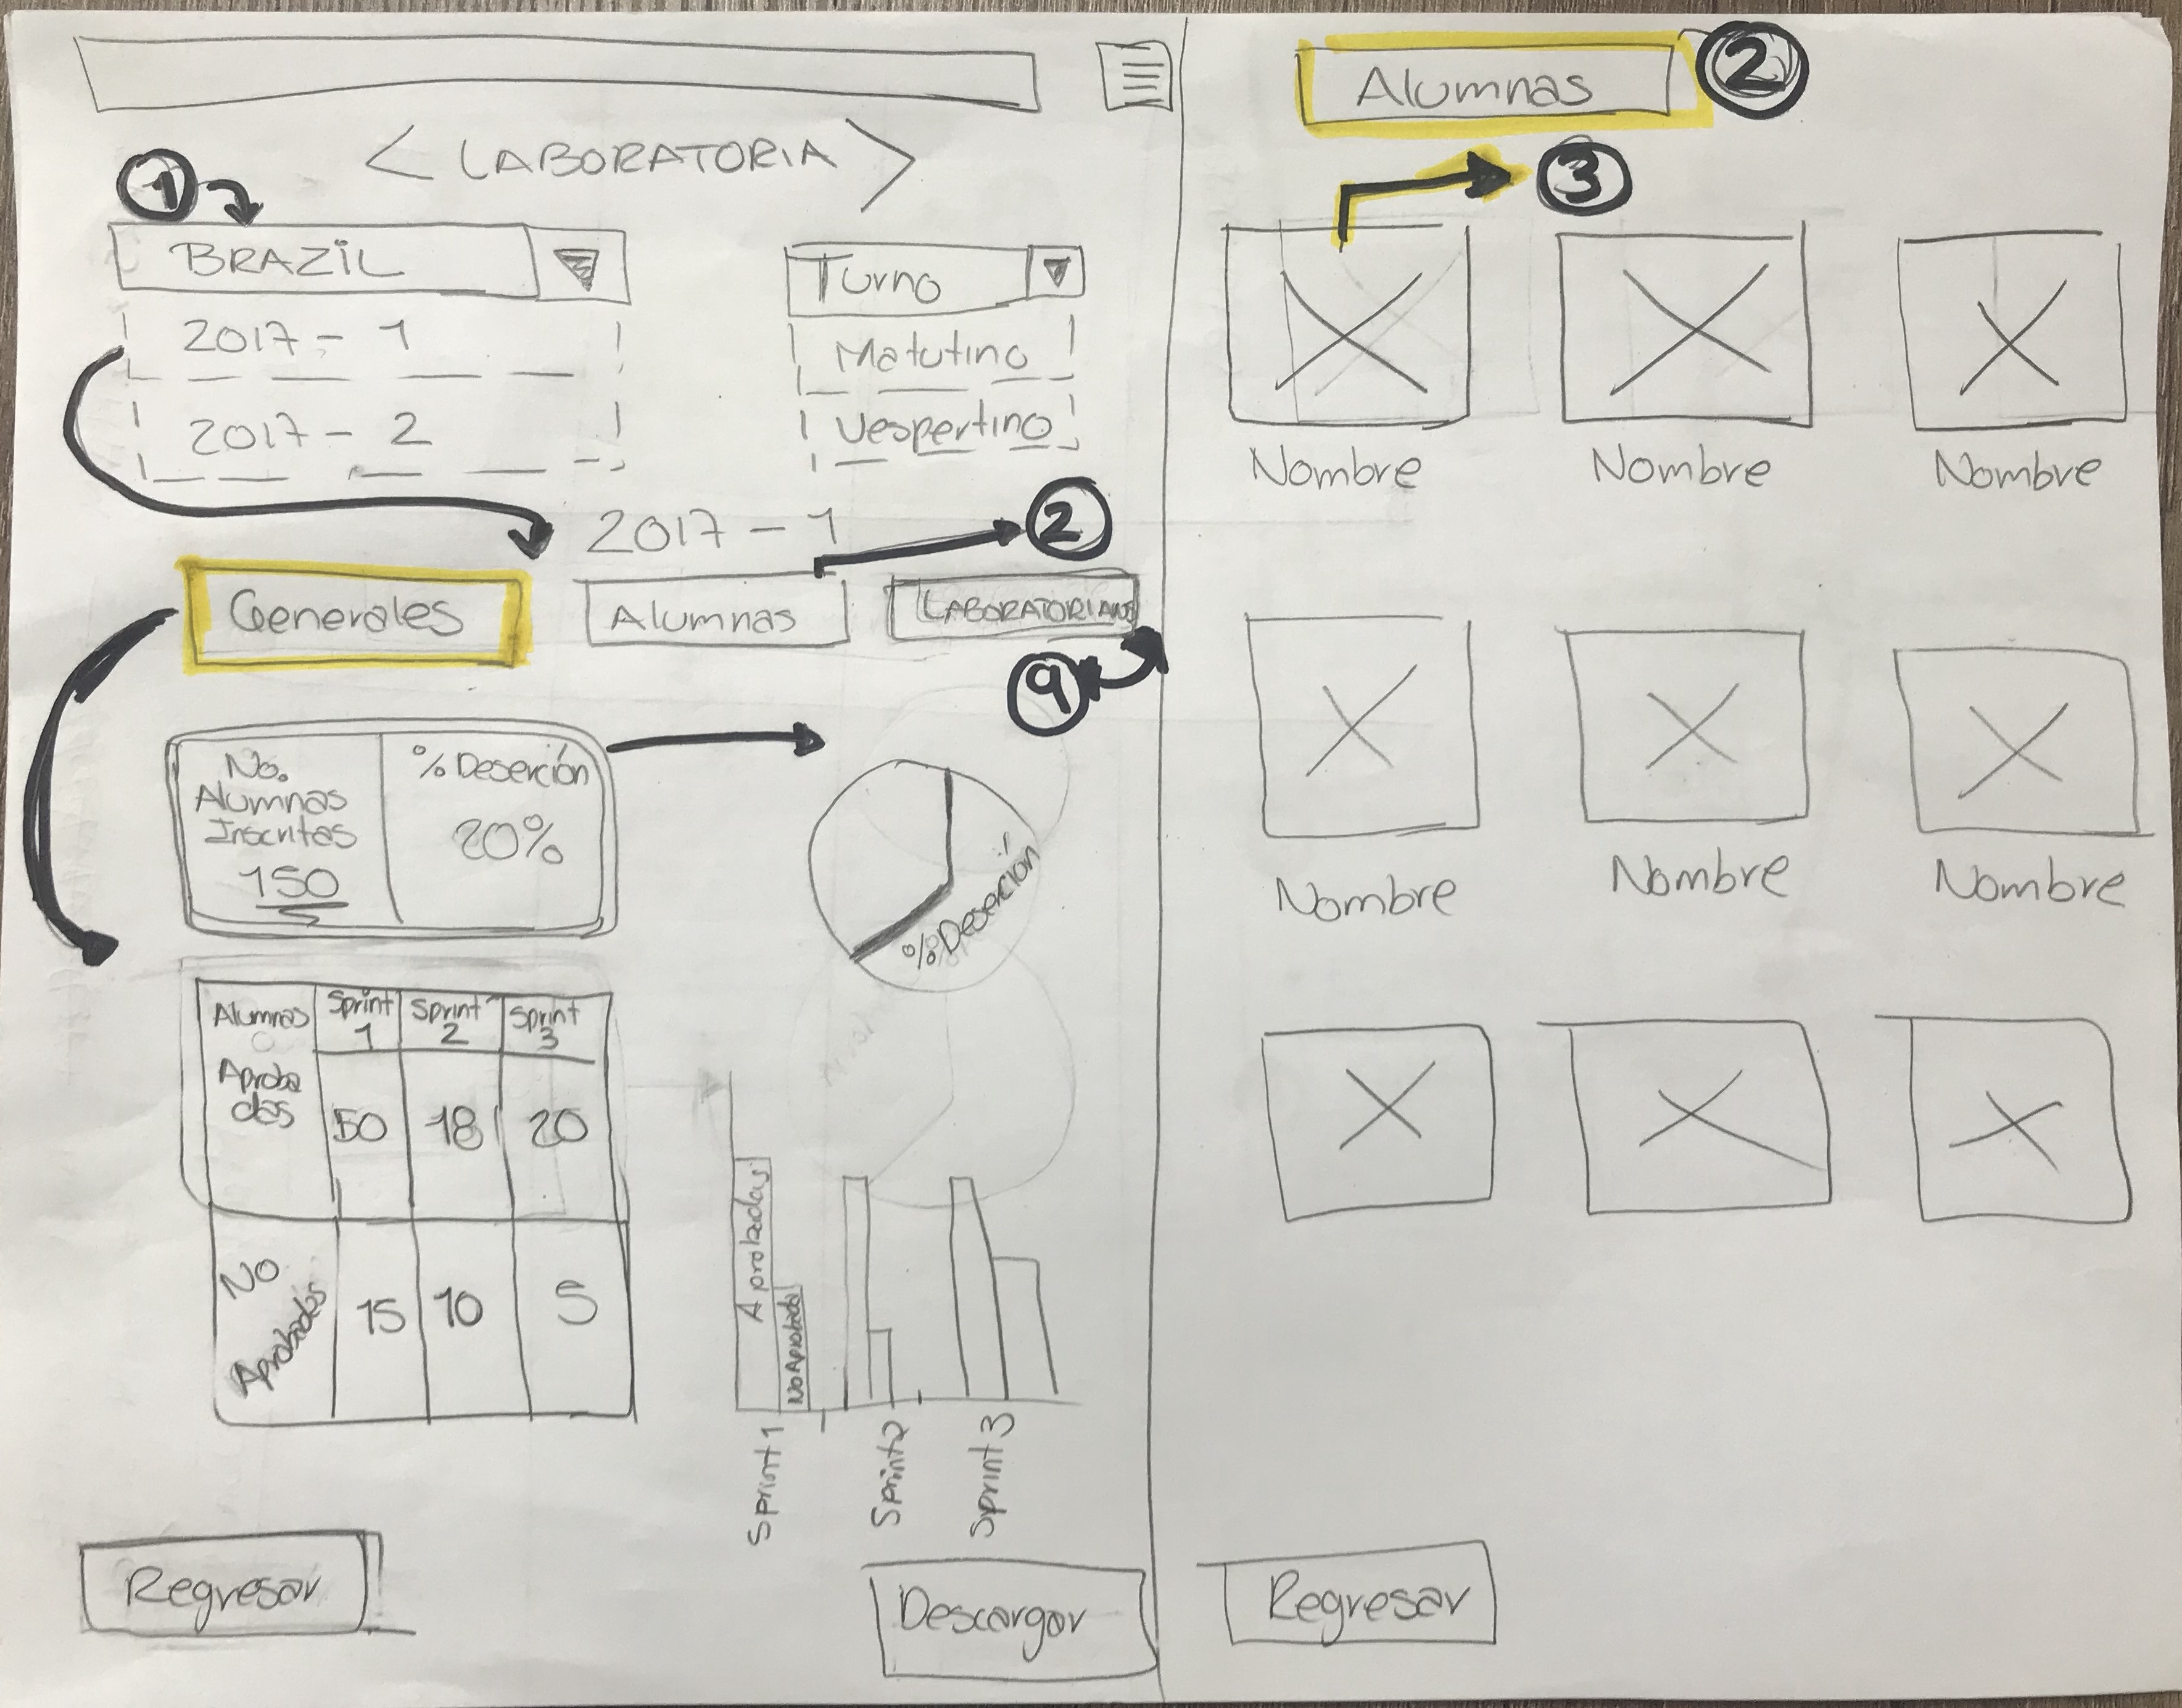 < LABORATORIA >
1
BRAZIL
Turno
2017 - 1
Matutino
2017 - 2
Vespertino
2017 - 1
2
Generales
Alumnas
LABORATORIANS
9
No.
Alumnas
Inscritas
150
% Deserción
20%
% Deserción
Alumnas
Sprint 1
Sprint 2
Sprint 3
Aproba
das
50
18
20
No
Aprobadas
15
10
5
Aprobadas
No Aprobada
Sprint 1
Sprint 2
Sprint 3
Regresar
Descargar
Alumnas
2
3
Nombre
Nombre
Nombre
Nombre
Nombre
Nombre
Regresar